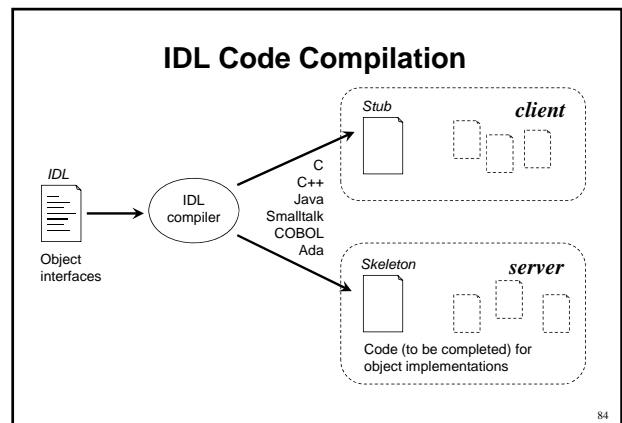 IDL Code Compilation
Stub
client
C
C++
Java
Smalltalk
COBOL
Ada
IDL
IDL
compiler
Object
interfaces
Skeleton
server
Code (to be completed) for
object implementations
84